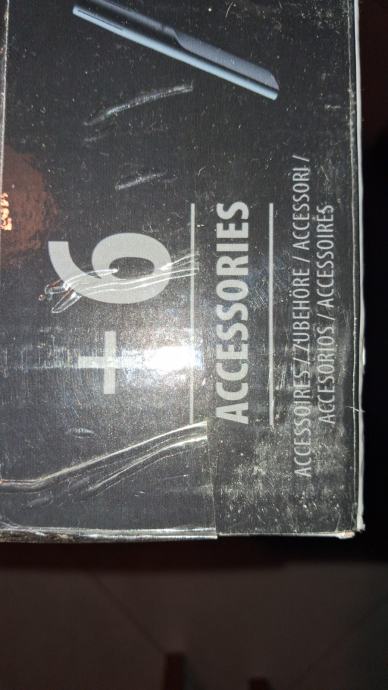 + 6
ACCESSORIES
ACCESSOIRES / ZUBEHÖRE / ACCESSORI /
ACCESORIOS / ACCESSOIRES